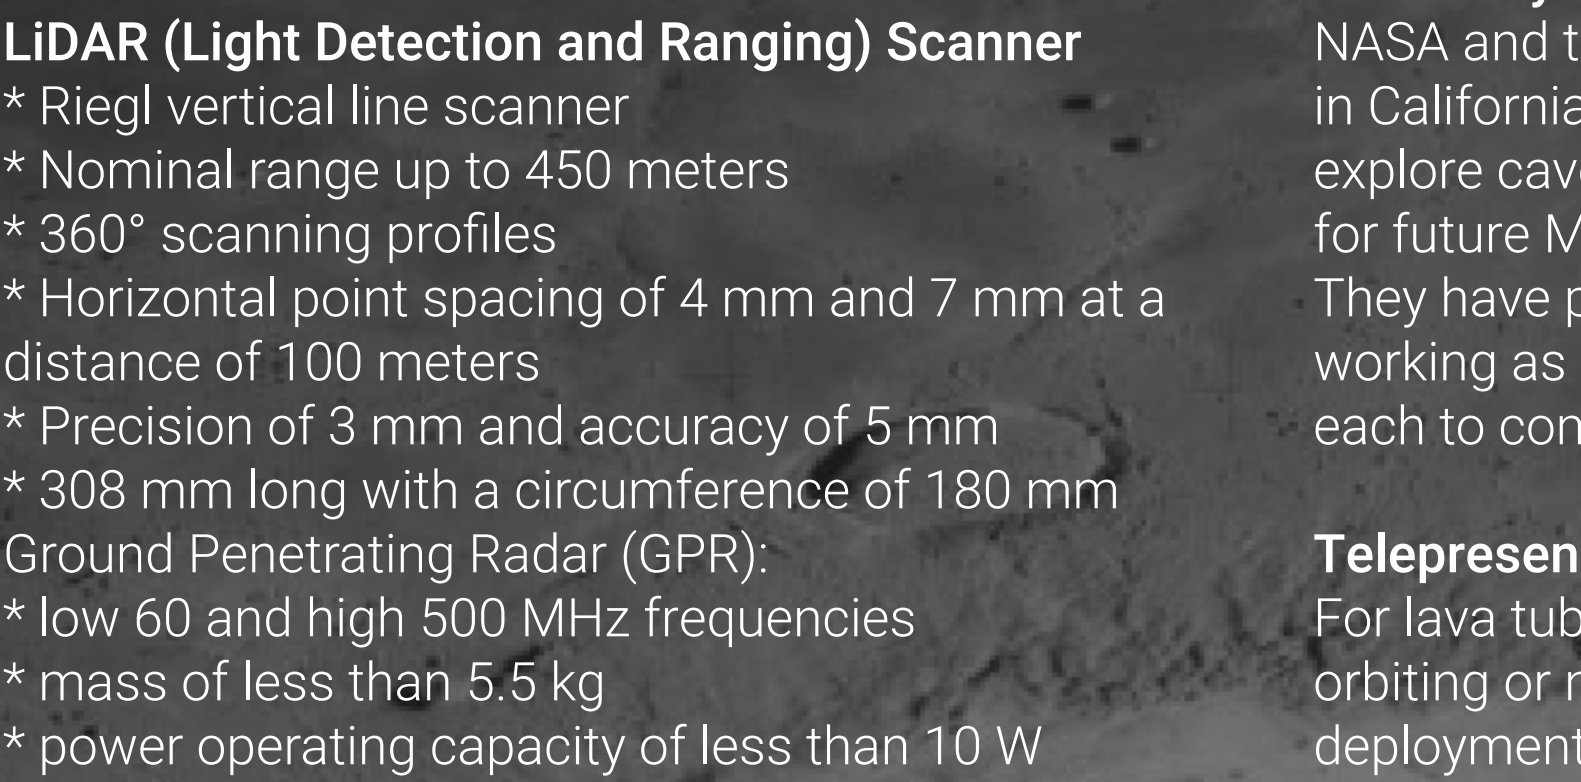 LiDAR (Light Detection and Ranging) Scanner
* Riegl vertical line scanner
* Nominal range up to 450 meters
* 360° scanning profiles
* Horizontal point spacing of 4 mm and 7 mm at a
distance of 100 meters
* Precision of 3 mm and accuracy of 5 mm
* 308 mm long with a circumference of 180 mm
Ground Penetrating Radar (GPR):
* low 60 and high 500 MHz frequencies
* mass of less than 5.5 kg
* power operating capacity of less than 10 W
NASA and
in California
explore
for future
They have
working as
each to
For lava
orbiting or
deployment